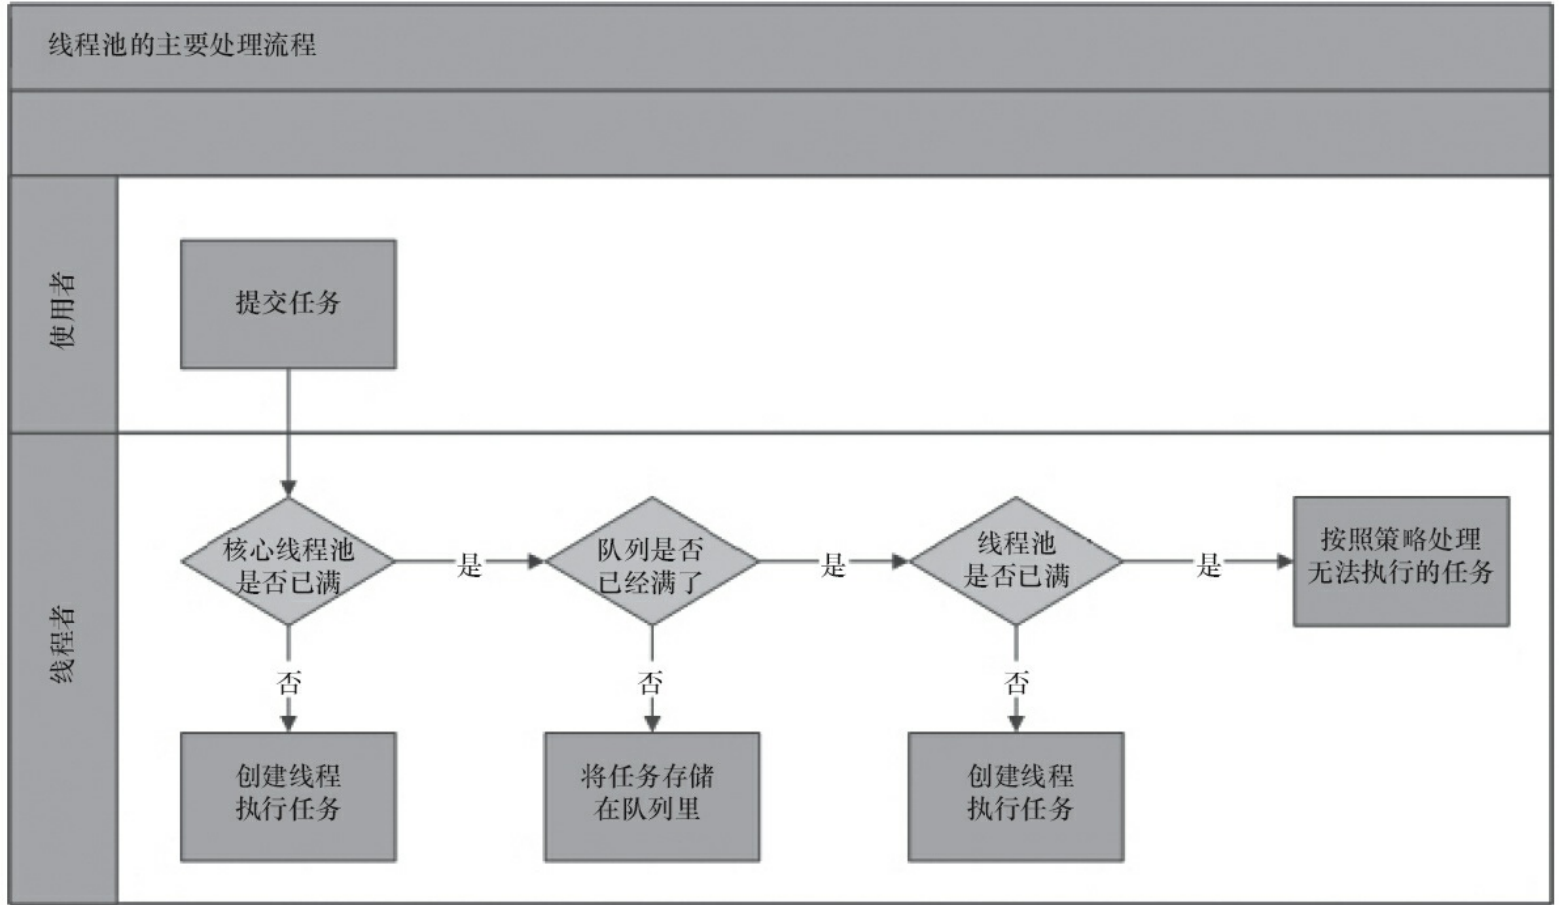 线程池的主要处理流程
使用者
提交任务
线程者
核心线程池
是否已满
是
队列是否
已经满了
是
线程池
是否已满
是
按照策略处理
无法执行的任务
否
否
否
创建线程
执行任务
将任务存储
在队列里
创建线程
执行任务